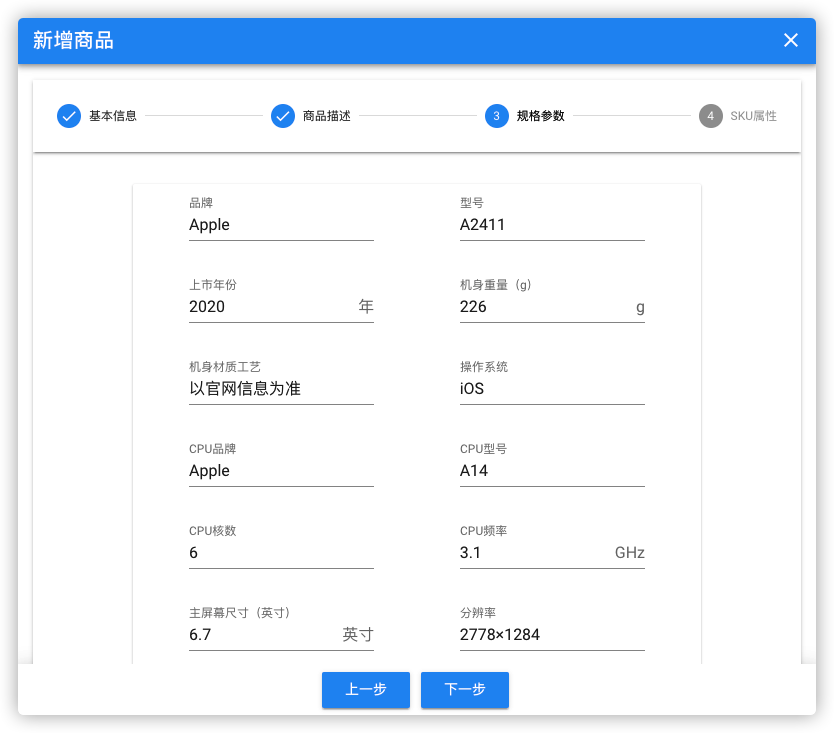 新增商品
基本信息 商品描述 3 规格参数 4 SKU属性
品牌 型号
Apple A2411
上市年份 机身重量（g）
2020 年 226 g
机身材质工艺 操作系统
以官网信息为准 iOS
CPU品牌 CPU型号
Apple A14
CPU核数 CPU频率
6 3.1 GHz
主屏幕尺寸（英寸） 分辨率
6.7 英寸 2778×1284
上一步 下一步